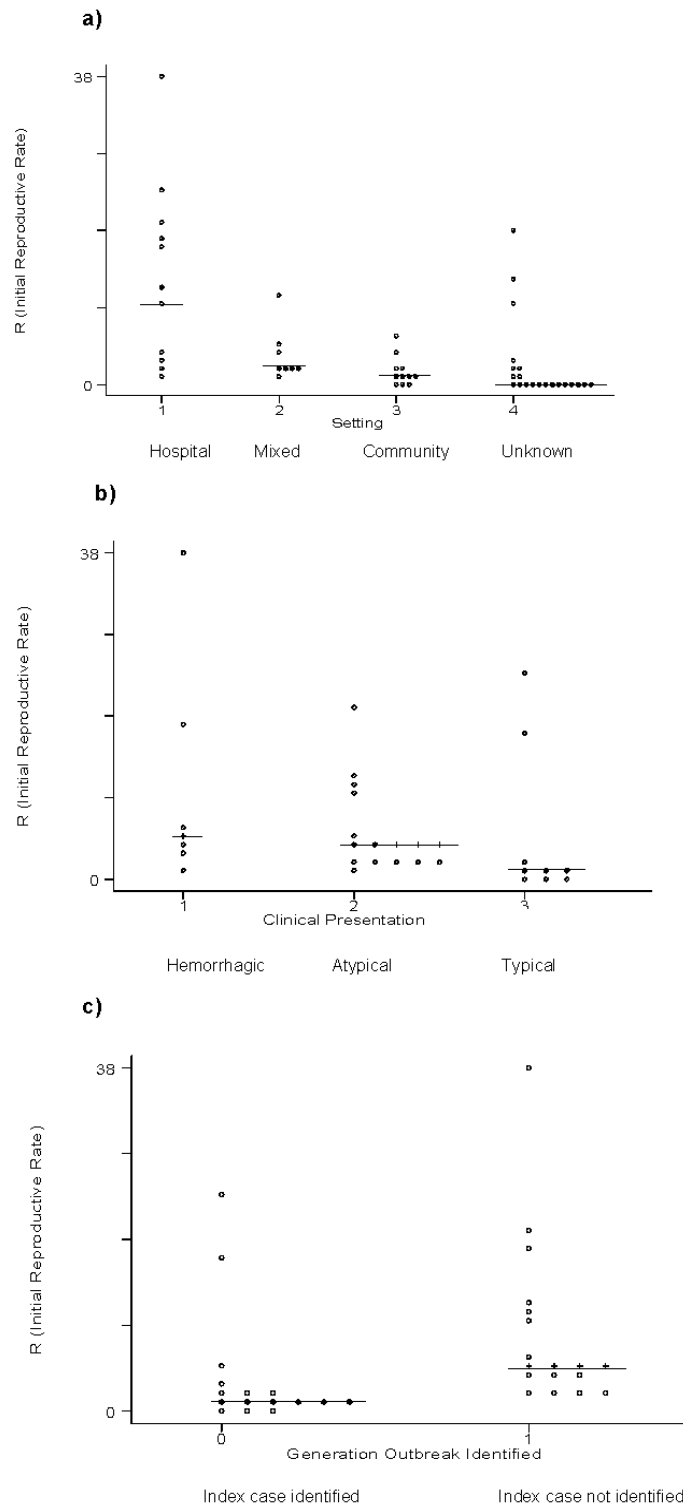 a)
38
R (Initial Reproductive Rate)
0
1 2 3 4
Setting
Hospital Mixed Community Unknown
b)
38
R (Initial Reproductive Rate)
0
1 2 3
Clinical Presentation
Hemorrhagic Atypical Typical
c)
38
R (Initial Reproductive Rate)
0
0 1
Generation Outbreak Identified
Index case identified Index case not identified